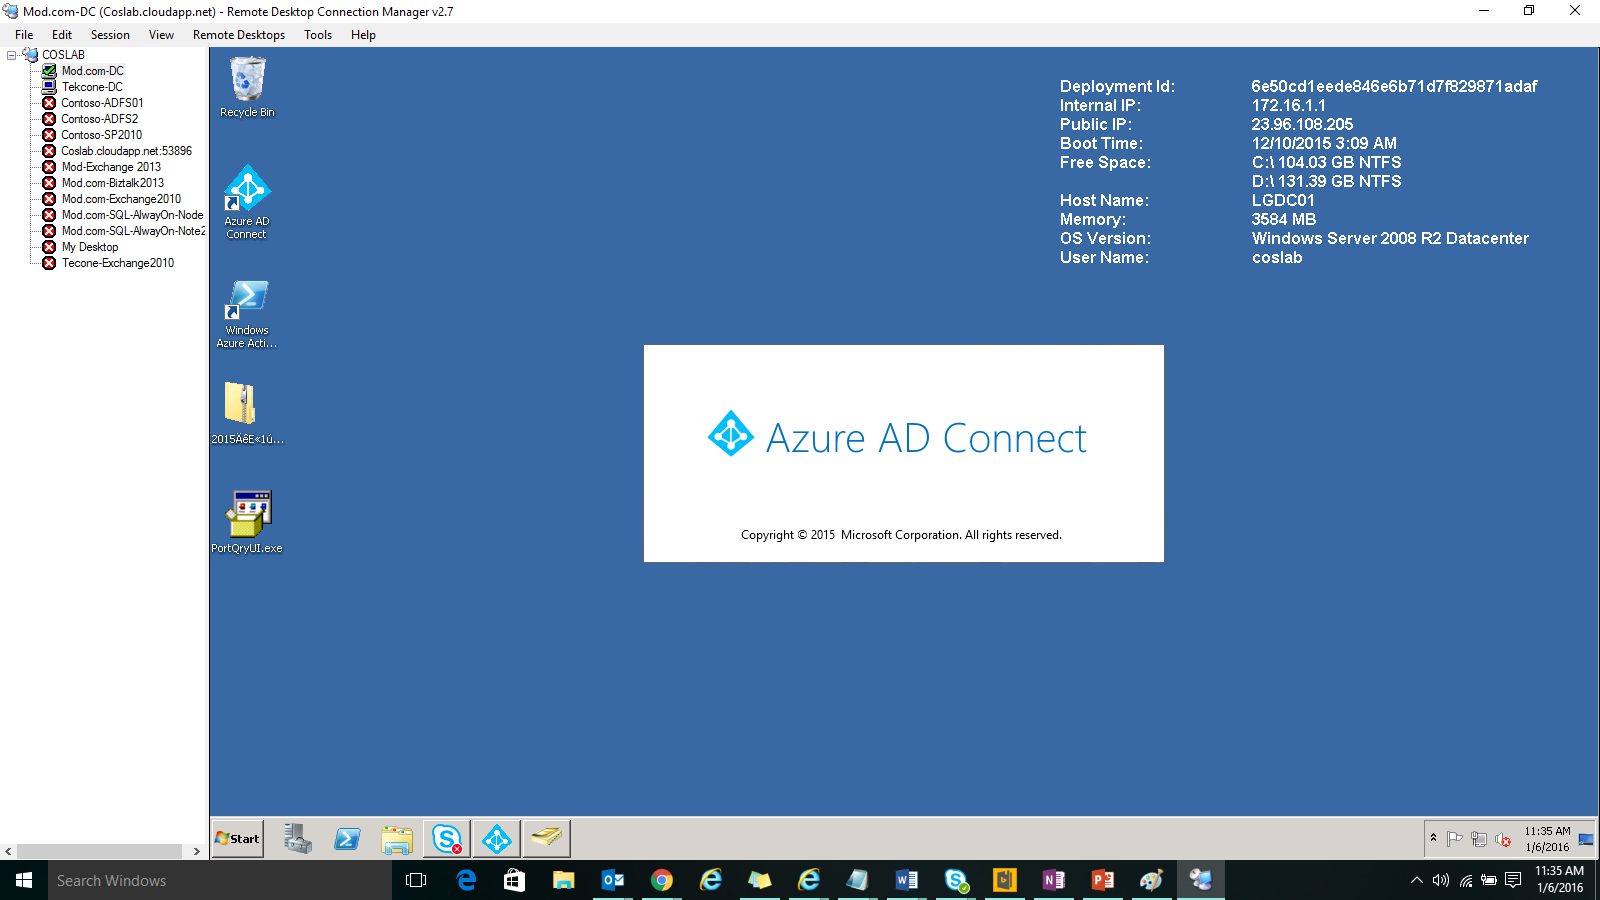 Mod.com-DC (Coslab.cloudapp.net) - Remote Desktop Connection Manager v2.7
File Edit Session View Remote Desktops Tools Help
COSLAB
Mod.com-DC
Tekcone-DC
Contoso-ADFS01
Contoso-ADFS2
Contoso-SP2010
Coslab.cloudapp.net:53896
Mod-Exchange 2013
Mod.com-Biztalk2013
Mod.com-Exchange2010
Mod.com-SQL-AlwayOn-Node
Mod.com-SQL-AlwayOn-Note2
My Desktop
Tecone-Exchange2010
Recycle Bin
Azure AD
Connect
Windows
Azure Acti...
2015ÄêE«1ú...
PortQryUI.exe
Deployment Id: 6e50cd1eede846e6b71d7f829871adaf
Internal IP: 172.16.1.1
Public IP: 23.96.108.205
Boot Time: 12/10/2015 3:09 AM
Free Space: C:\ 104.03 GB NTFS
D:\ 131.39 GB NTFS
Host Name: LGDC01
Memory: 3584 MB
OS Version: Windows Server 2008 R2 Datacenter
User Name: coslab
Azure AD Connect
Copyright © 2015 Microsoft Corporation. All rights reserved.
Start
11:35 AM
1/6/2016
Search Windows
11:35 AM
1/6/2016